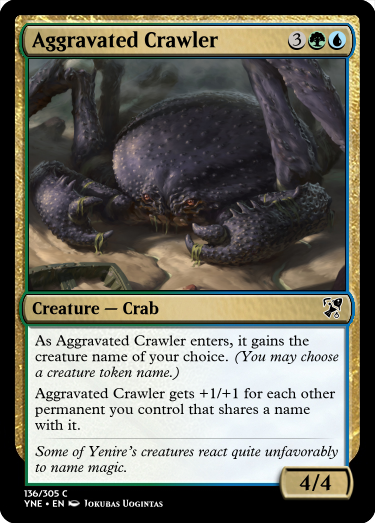 Aggravated Crawler 3
Creature — Crab
As Aggravated Crawler enters, it gains the
creature name of your choice. (You may choose
a creature token name.)
Aggravated Crawler gets +1/+1 for each other
permanent you control that shares a name
with it.
Some of Yenire's creatures react quite unfavorably
to name magic.
4/4
136/305 C
YNE • EN Jokubas Uogintas